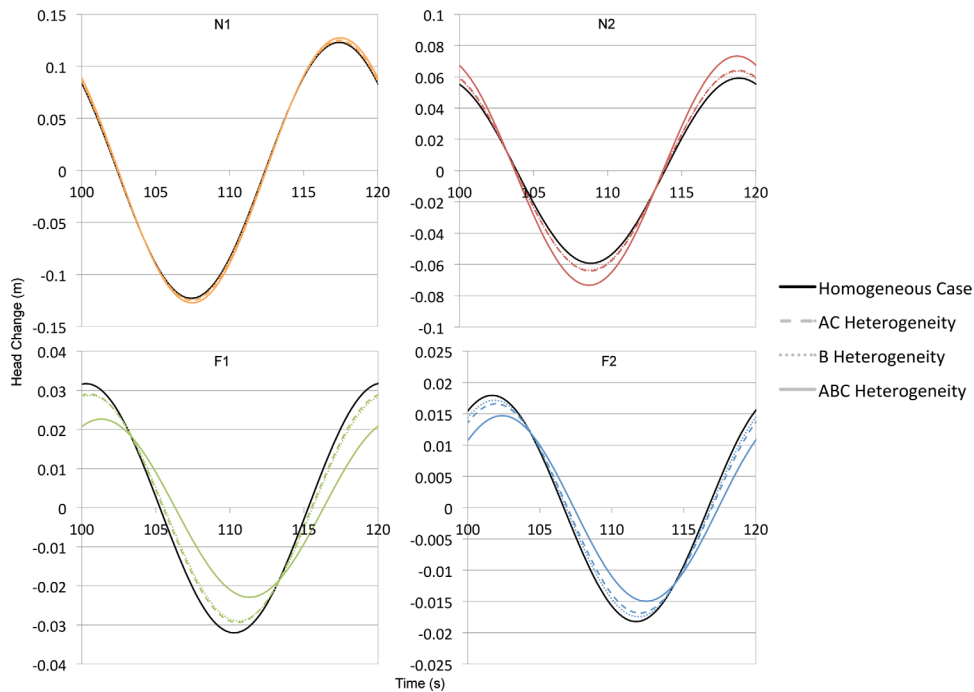 N1
0.15
0.1
0.05
0
100 105 110 115 120
-0.05
-0.1
-0.15
N2
0.1
0.08
0.06
0.04
0.02
0
100 105 110 115 120
-0.02
-0.04
-0.06
-0.08
-0.1
Head Change (m)
F1
0.04
0.03
0.02
0.01
0
100 105 110 115 120
-0.01
-0.02
-0.03
-0.04
F2
0.025
0.02
0.015
0.01
0.005
0
100 105 110 115 120
-0.005
-0.01
-0.015
-0.02
-0.025
Time (s)
Homogeneous Case
AC Heterogeneity
B Heterogeneity
ABC Heterogeneity